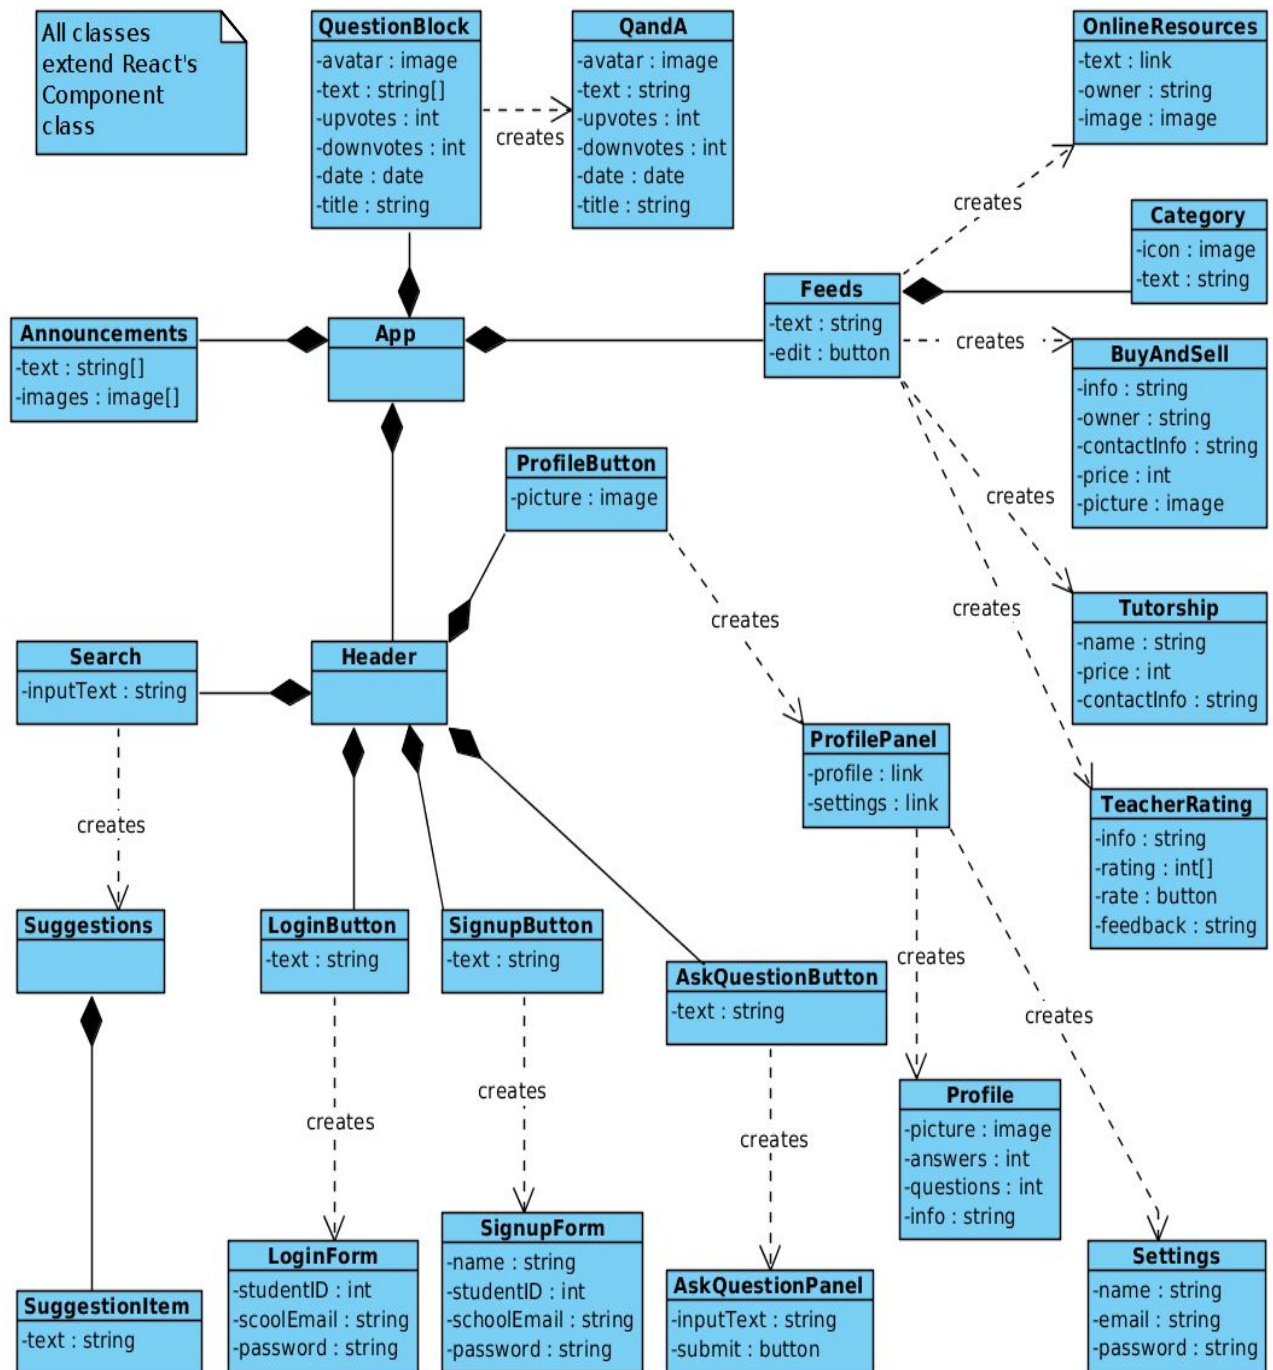 All classes
extend React's
Component
class
QuestionBlock
-avatar : image
-text : string[]
-upvotes : int
-downvotes : int
-date : date
-title : string
creates
QandA
-avatar : image
-text : string
-upvotes : int
-downvotes : int
-date : date
-title : string
OnlineResources
-text : link
-owner : string
-image : image
creates
Category
-icon : image
-text : string
Announcements
-text : string[]
-images : image[]
App
Feeds
-text : string
-edit : button
creates
BuyAndSell
-info : string
-owner : string
-contactInfo : string
-price : int
-picture : image
ProfileButton
-picture : image
creates
creates
Tutorship
-name : string
-price : int
-contactInfo : string
creates
Search
-inputText : string
Header
ProfilePanel
-profile : link
-settings : link
TeacherRating
-info : string
-rating : int[]
-rate : button
-feedback : string
creates
Suggestions
LoginButton
-text : string
SignupButton
-text : string
AskQuestionButton
-text : string
creates
creates
creates
creates
creates
Profile
-picture : image
-answers : int
-questions : int
-info : string
SuggestionItem
-text : string
LoginForm
-studentID : int
-scoolEmail : string
-password : string
SignupForm
-name : string
-studentID : int
-schoolEmail : string
-password : string
AskQuestionPanel
-inputText : string
-submit : button
Settings
-name : string
-email : string
-password : string